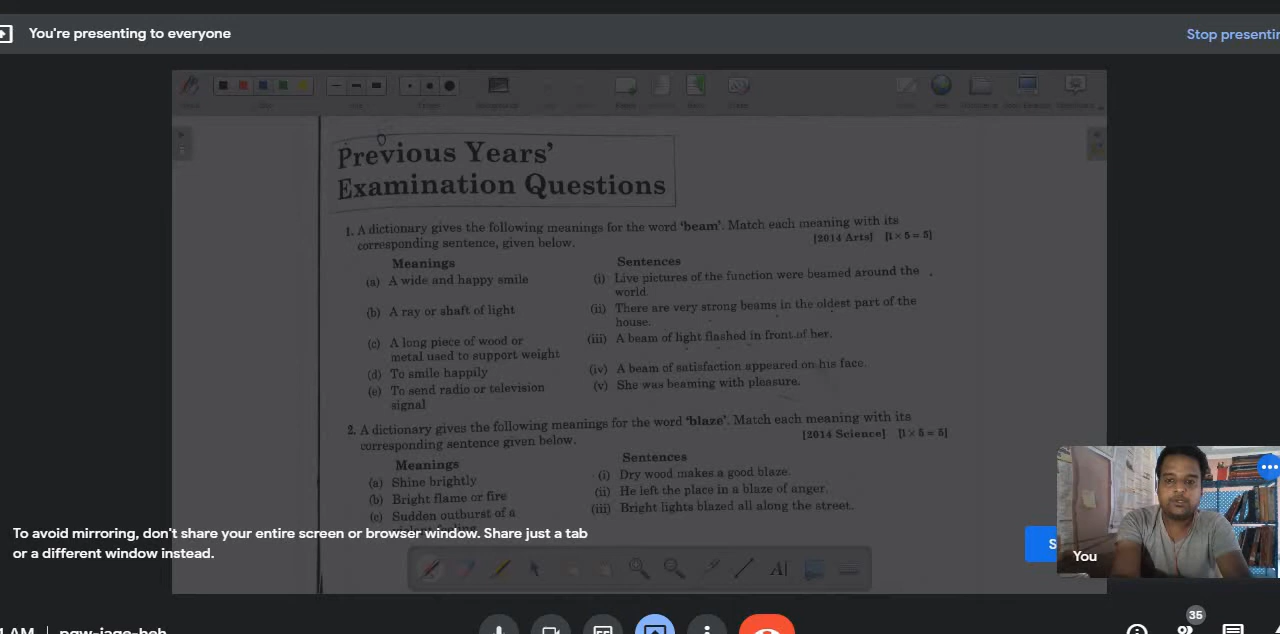 You're presenting to everyone
Stop presentin
Previous Years'
Examination Questions
1. A dictionary gives the following meanings for the word 'beam'. Match each meaning with its
corresponding sentence, given below. [2014 Arts] [1 × 5 = 5]
Meanings Sentences
(a) A wide and happy smile
(i) Live pictures of the function were beamed around the
world.
(b) A ray or shaft of light
(ii) There are very strong beams in the oldest part of the
house.
(c) A long piece of wood or
metal used to support weight
(iii) A beam of light flashed in front of her.
(d) To smile happily
(iv) A beam of satisfaction appeared on his face.
(e) To send radio or television
signal
(v) She was beaming with pleasure.
2. A dictionary gives the following meanings for the word 'blaze'. Match each meaning with its
corresponding sentence given below. [2014 Science] [1 × 5 = 5]
Meanings Sentences
(a) Shine brightly
(i) Dry wood makes a good blaze.
(b) Bright flame or fire
(ii) He left the place in a blaze of anger.
(c) Sudden outburst of a
(iii) Bright lights blazed all along the street.
To avoid mirroring, don't share your entire screen or browser window. Share just a tab
or a different window instead.
S
You
A|
35
AM